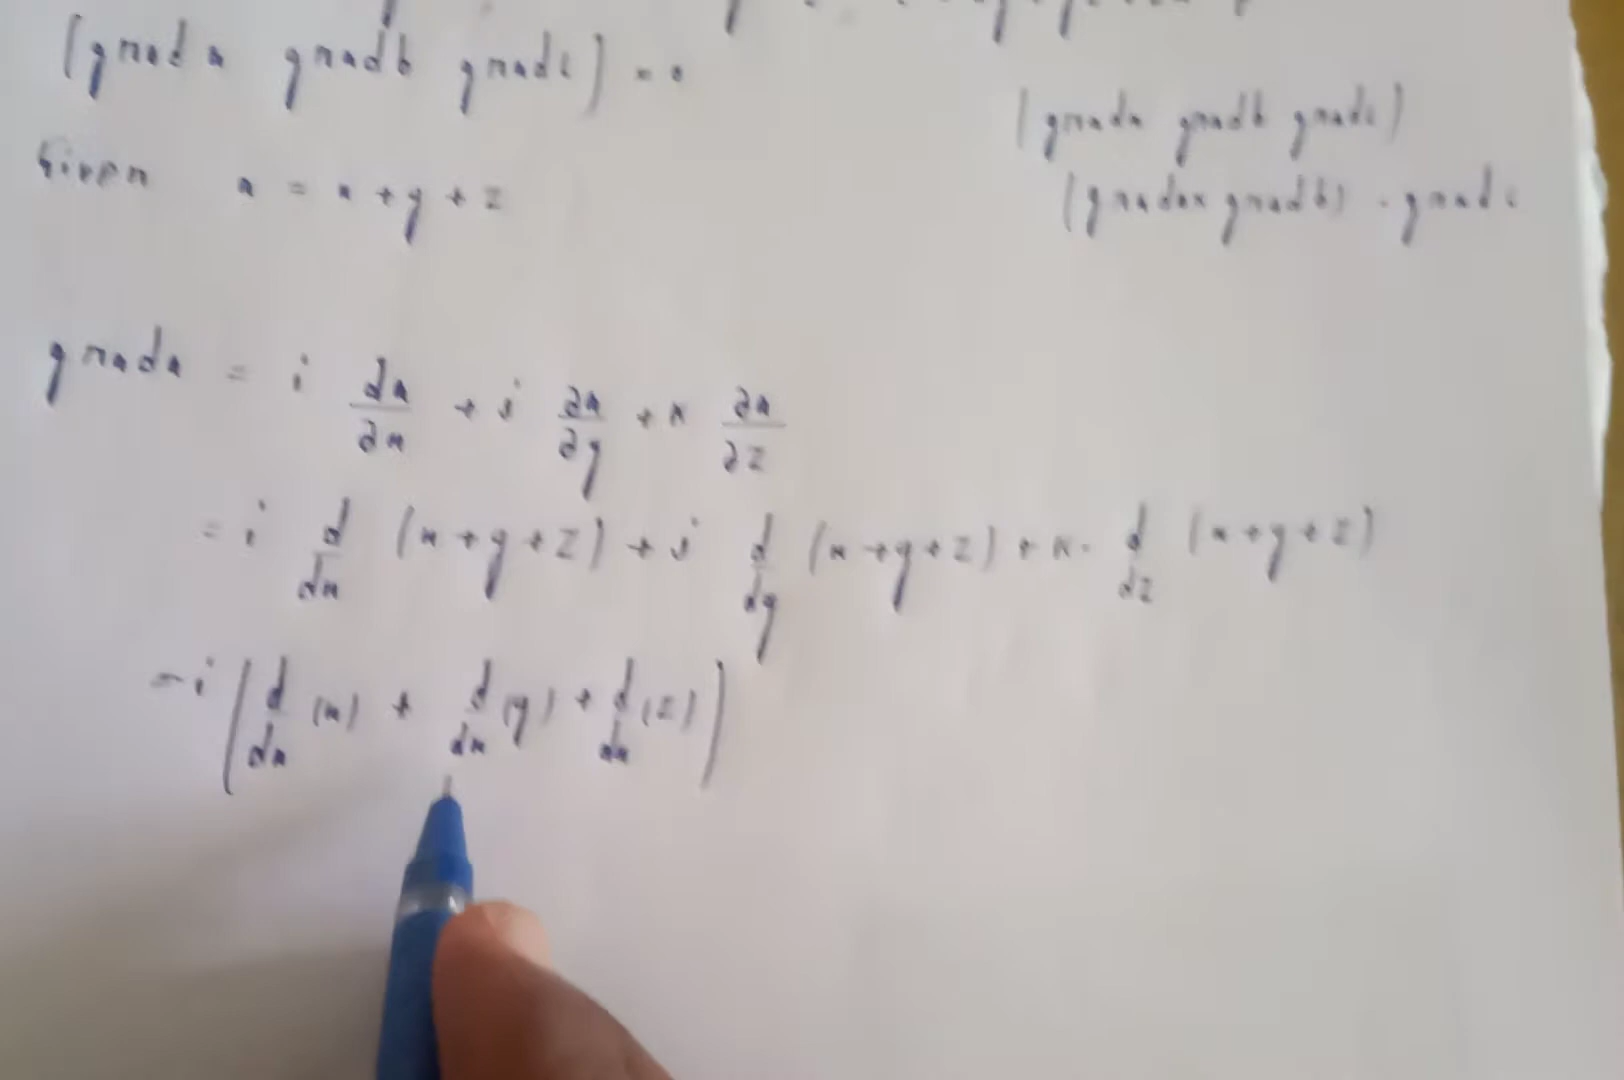 [grad a grad b grad c] = 0
[grad a grad b grad c]
Given a = x + y + z
(grad a x grad b) . grad c
grad a = i ∂a/∂x + j ∂a/∂y + k ∂a/∂z
= i d/dx (x+y+z) + j d/dy (x+y+z) + k . d/dz (x+y+z)
= i ( d/dx (x) + d/dx (y) + d/dx (z) )